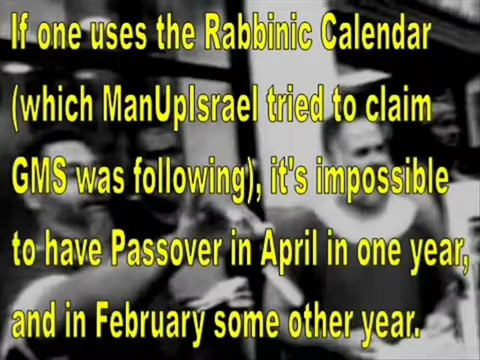 If one uses the Rabbinic Calendar
(which ManUpIsrael tried to claim
GMS was following), it's impossible
to have Passover in April in one year,
and in February some other year.